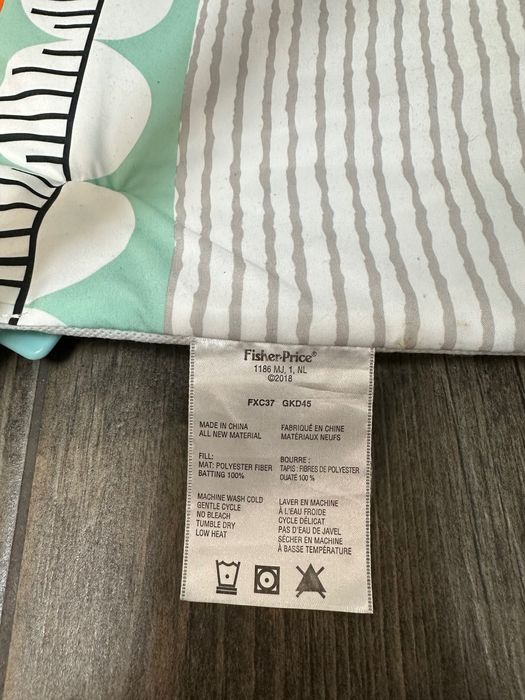 Fisher-Price®
1186 MJ, 1, NL
©2018
FXC37 GKD45
MADE IN CHINA
ALL NEW MATERIAL
FABRIQUÉ EN CHINE
MATÉRIAUX NEUFS
FILL:
MAT: POLYESTER FIBER
BATTING 100%
BOURRE :
TAPIS : FIBRES DE POLYESTER
OUATE 100 %
MACHINE WASH COLD
GENTLE CYCLE
NO BLEACH
TUMBLE DRY
LOW HEAT
LAVER EN MACHINE
À L'EAU FROIDE
CYCLE DÉLICAT
PAS D'EAU DE JAVEL
SÉCHER EN MACHINE
À BASSE TEMPÉRATURE